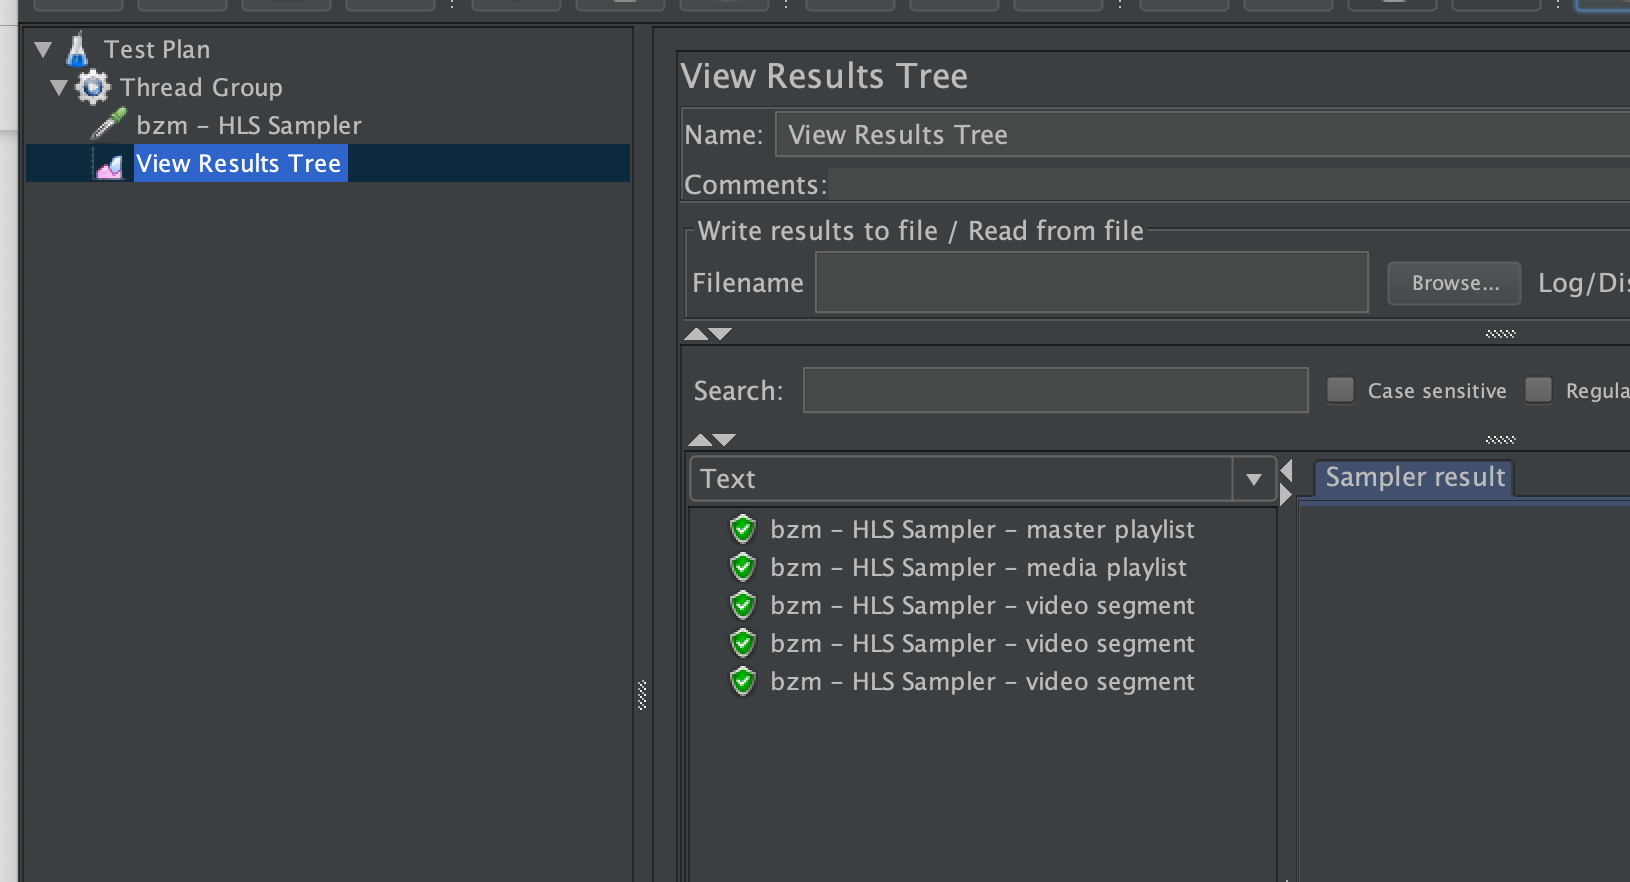 Test Plan
Thread Group
bzm - HLS Sampler
View Results Tree
View Results Tree
Name: View Results Tree
Comments:
Write results to file / Read from file
Filename Browse... Log/Dis
Search: Case sensitive Regula
Text Sampler result
bzm - HLS Sampler - master playlist
bzm - HLS Sampler - media playlist
bzm - HLS Sampler - video segment
bzm - HLS Sampler - video segment
bzm - HLS Sampler - video segment